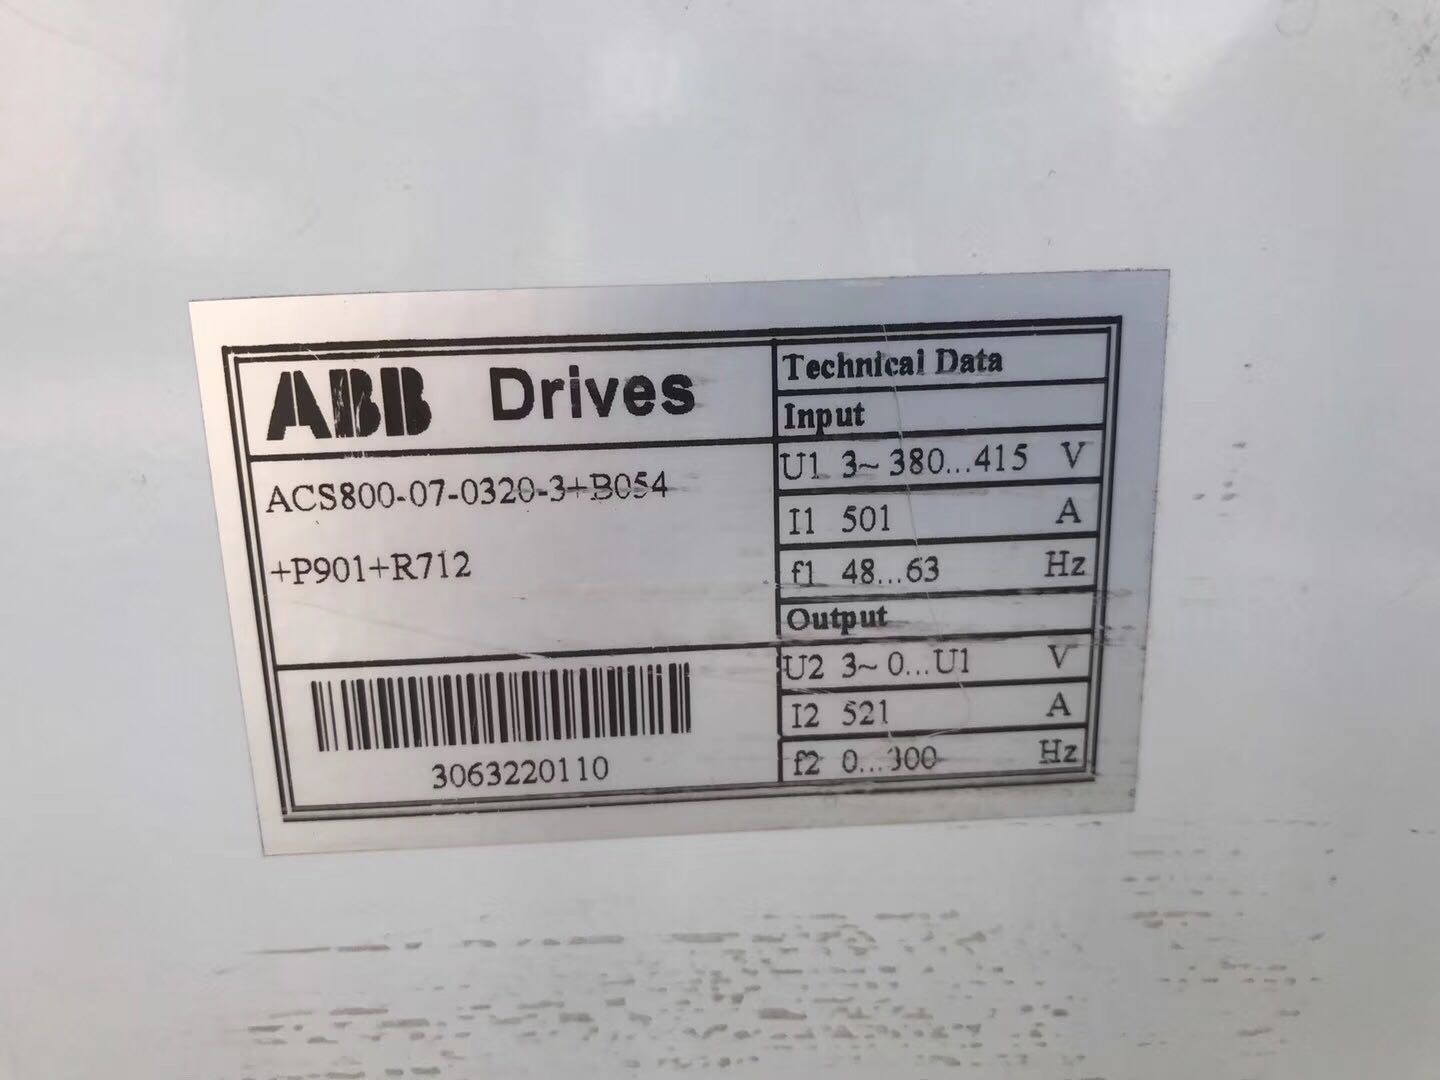 ABB Drives
ACS800-07-0320-3+B054
+P901+R712
3063220110
Technical Data
Input
U1 3~ 380...415 V
I1 501 A
f1 48...63 Hz
Output
U2 3~ 0...U1 V
I2 521 A
f2 0...300 Hz